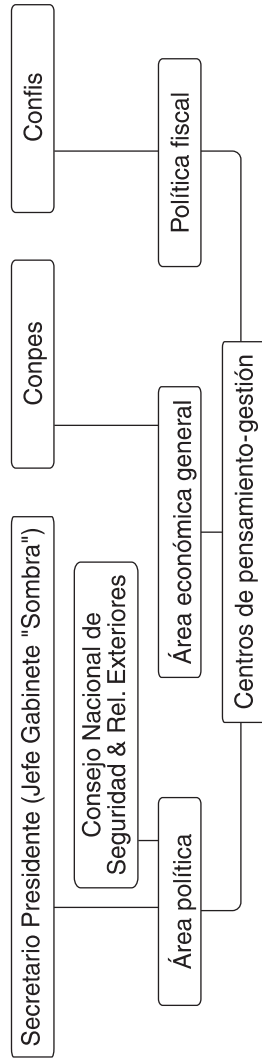 Secretario Presidente (Jefe Gabinete "Sombra")
Conpes
Confis
Consejo Nacional de
Seguridad & Rel. Exteriores
Área política
Área económica general
Política fiscal
Centros de pensamiento-gestión